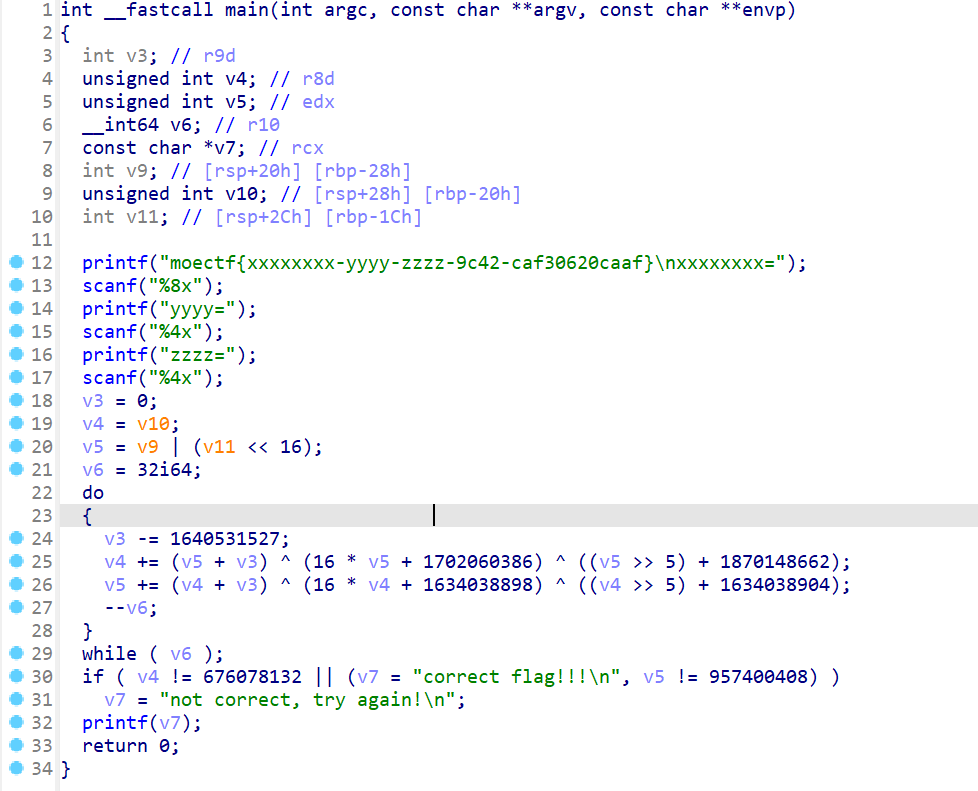 1 int __fastcall main(int argc, const char **argv, const char **envp)
2 {
3   int v3; // r9d
4   unsigned int v4; // r8d
5   unsigned int v5; // edx
6   __int64 v6; // r10
7   const char *v7; // rcx
8   int v9; // [rsp+20h] [rbp-28h]
9   unsigned int v10; // [rsp+28h] [rbp-20h]
10   int v11; // [rsp+2Ch] [rbp-1Ch]
11
12   printf("moectf{xxxxxxxx-yyyy-zzzz-9c42-caf30620caaf}\nxxxxxxxx=");
13   scanf("%8x");
14   printf("yyyy=");
15   scanf("%4x");
16   printf("zzzz=");
17   scanf("%4x");
18   v3 = 0;
19   v4 = v10;
20   v5 = v9 | (v11 << 16);
21   v6 = 32i64;
22   do
23   {
24     v3 -= 1640531527;
25     v4 += (v5 + v3) ^ (16 * v5 + 1702060386) ^ ((v5 >> 5) + 1870148662);
26     v5 += (v4 + v3) ^ (16 * v4 + 1634038898) ^ ((v4 >> 5) + 1634038904);
27     --v6;
28   }
29   while ( v6 );
30   if ( v4 != 676078132 || (v7 = "correct flag!!!\n", v5 != 957400408) )
31     v7 = "not correct, try again!\n";
32   printf(v7);
33   return 0;
34 }